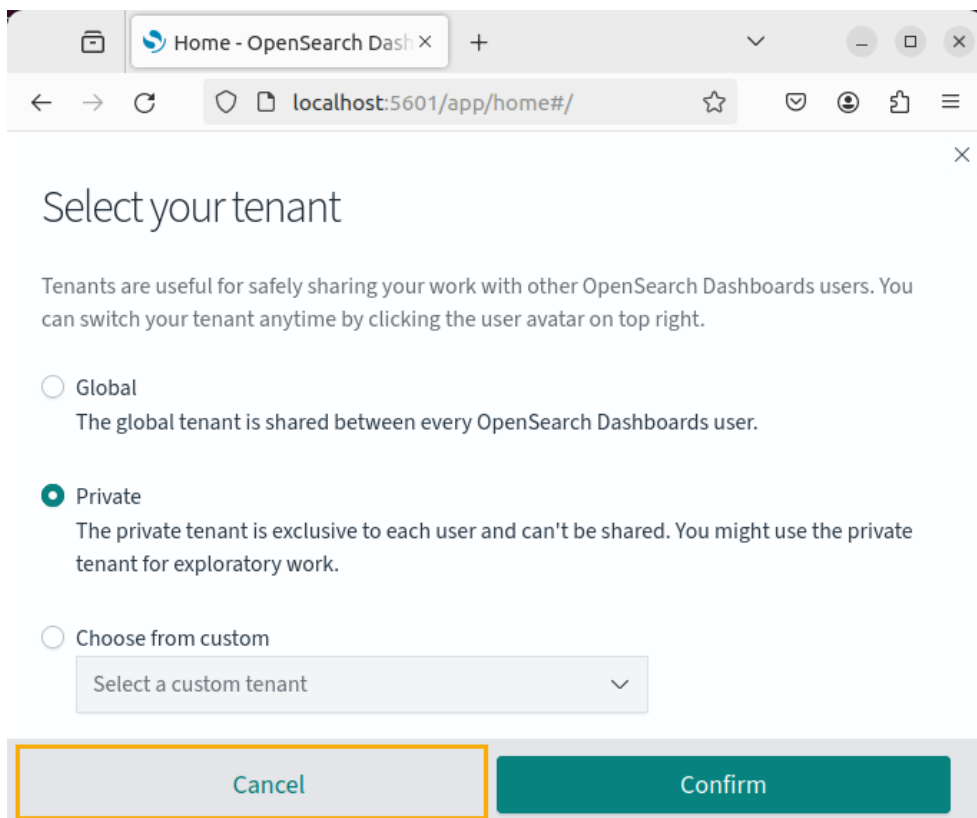 Home - OpenSearch Dash
localhost:5601/app/home#/
Select your tenant
Tenants are useful for safely sharing your work with other OpenSearch Dashboards users. You
can switch your tenant anytime by clicking the user avatar on top right.
Global
The global tenant is shared between every OpenSearch Dashboards user.
Private
The private tenant is exclusive to each user and can't be shared. You might use the private
tenant for exploratory work.
Choose from custom
Select a custom tenant
Cancel
Confirm